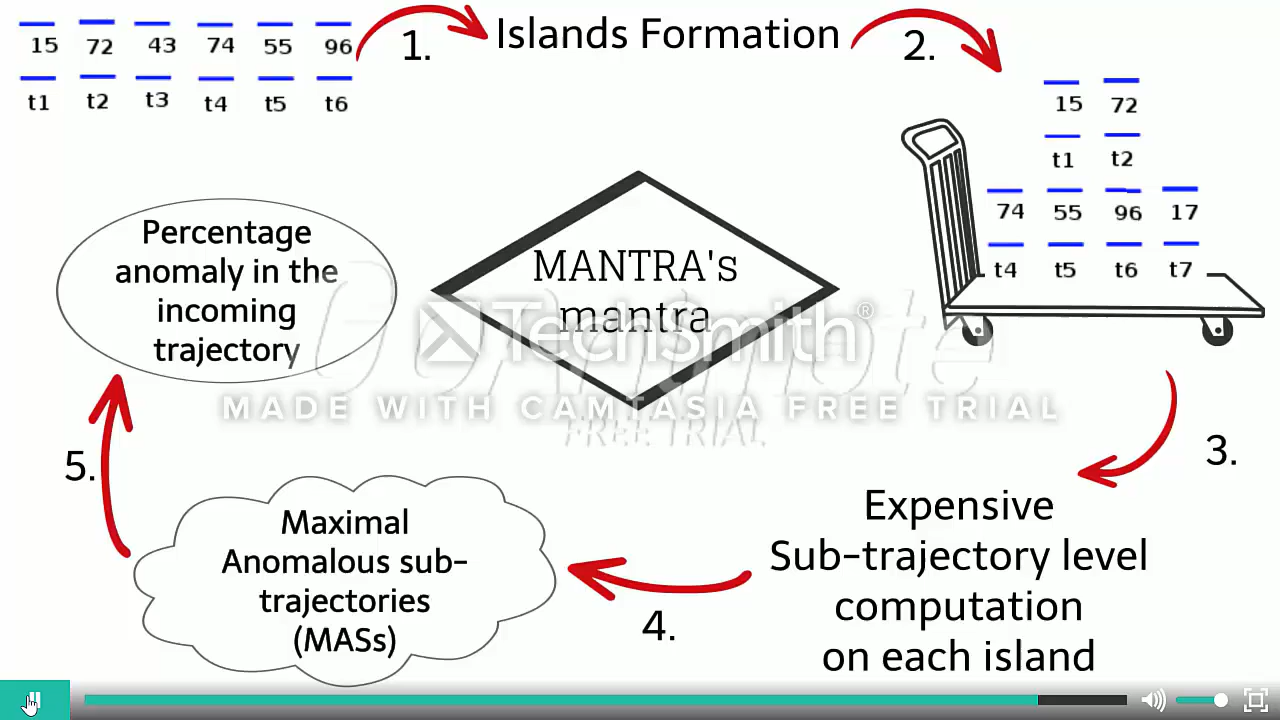 15 72 43 74 55 96
t1 t2 t3 t4 t5 t6
1.
Islands Formation
2.
15 72
t1 t2
74 55 96 17
t4 t5 t6 t7
Percentage
anomaly in the
incoming
trajectory
MANTRA's
mantra
TechSmith®
MADE WITH CAMTASIA FREE TRIAL
FREE TRIAL
3.
5.
Expensive
Sub-trajectory level
computation
on each island
Maximal
Anomalous sub-
trajectories
(MASs)
4.